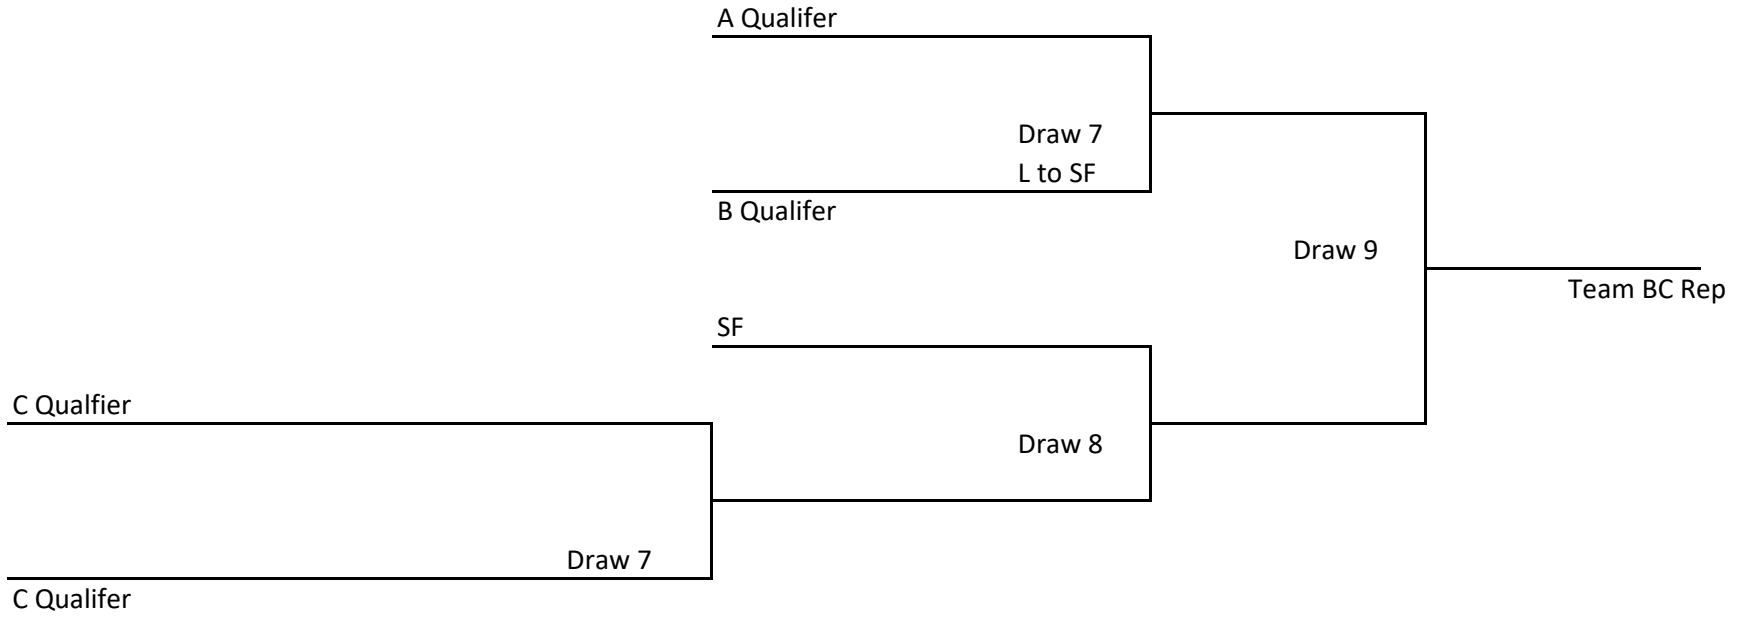 A Qualifer
Draw 7
L to SF
B Qualifer
Draw 9
Team BC Rep
SF
C Qualfier
Draw 8
Draw 7
C Qualifer